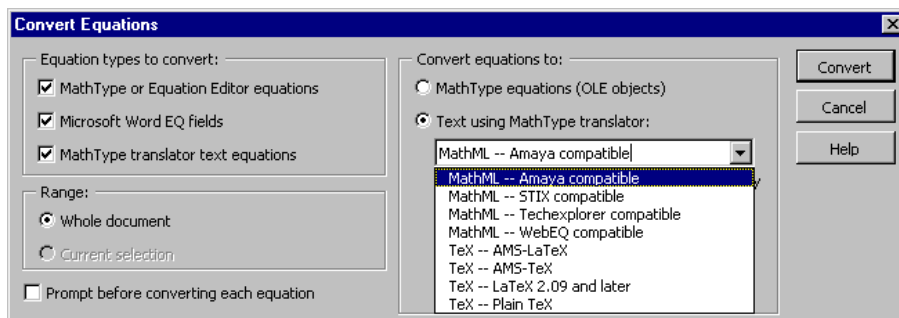 Convert Equations
Equation types to convert:
MathType or Equation Editor equations
Microsoft Word EQ fields
MathType translator text equations
Range:
Whole document
Current selection
Prompt before converting each equation
Convert equations to:
MathType equations (OLE objects)
Text using MathType translator:
MathML -- Amaya compatible
MathML -- Amaya compatible
MathML -- STIX compatible
MathML -- Techexplorer compatible
MathML -- WebEQ compatible
TeX -- AMS-LaTeX
TeX -- AMS-TeX
TeX -- LaTeX 2.09 and later
TeX -- Plain TeX
Convert
Cancel
Help